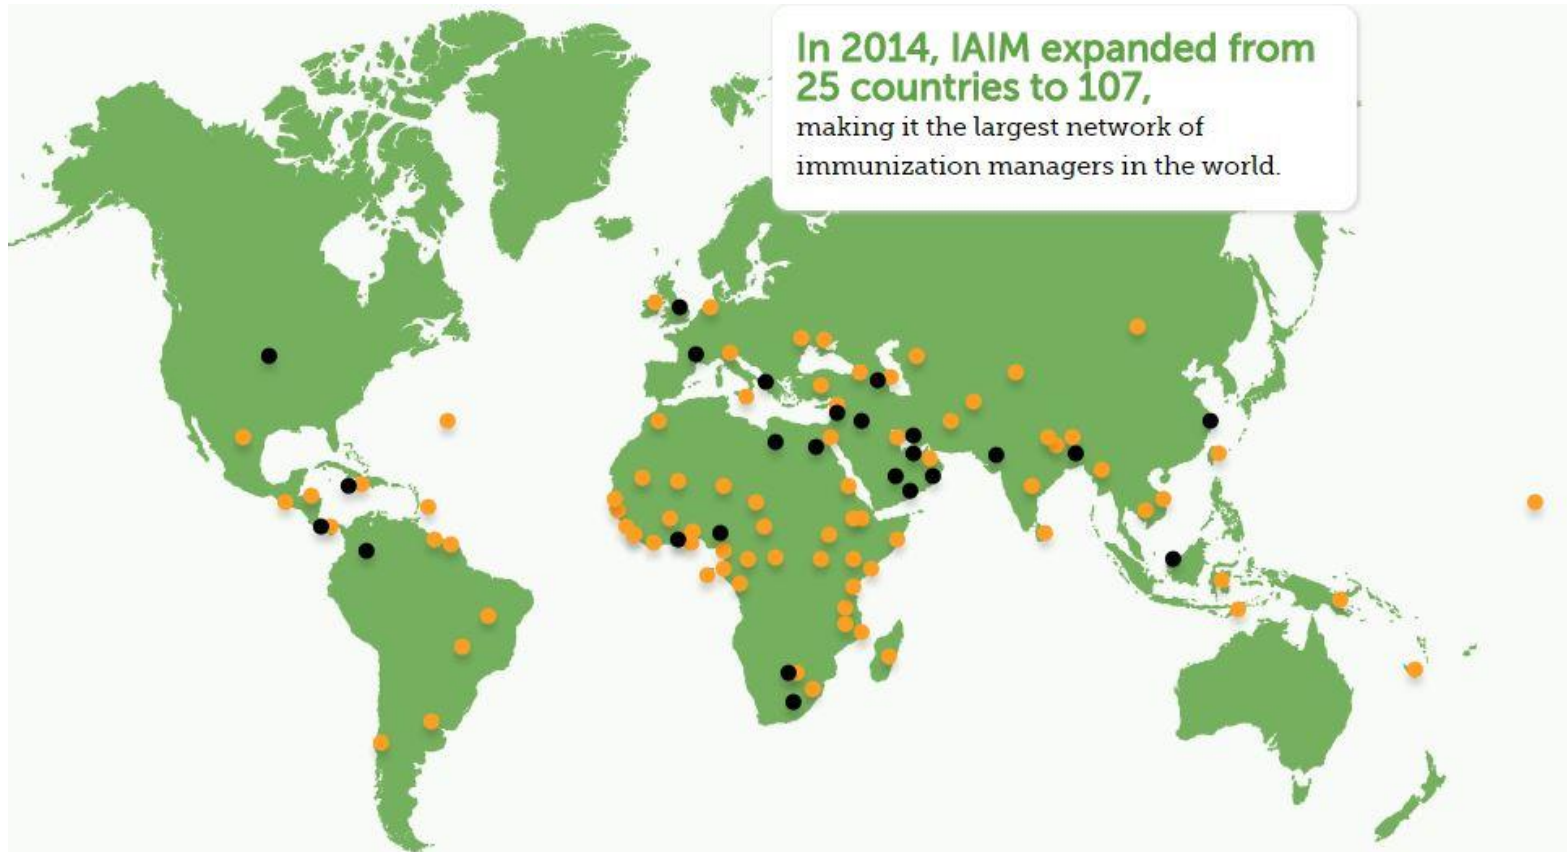 In 2014, IAIM expanded from
25 countries to 107,
making it the largest network of
immunization managers in the world.